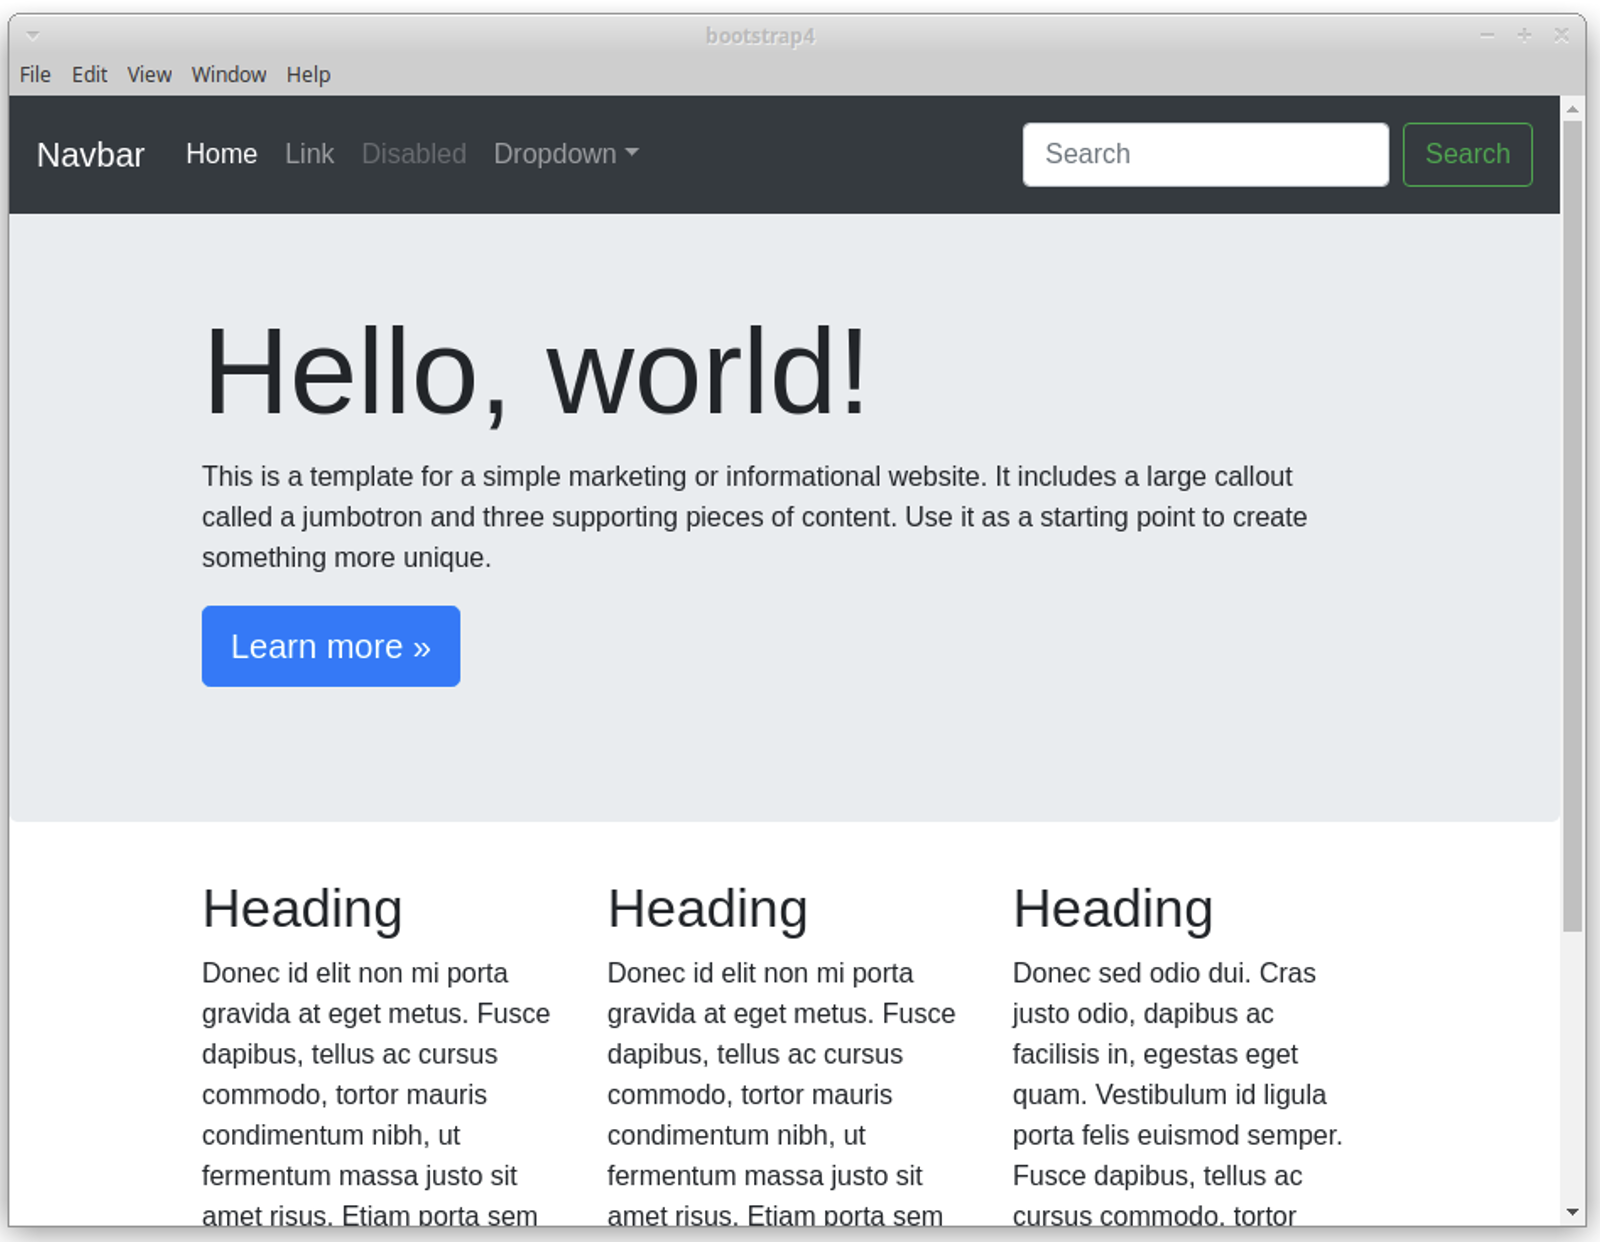 bootstrap4
File Edit View Window Help
Navbar Home Link Disabled Dropdown Search Search
Hello, world!
This is a template for a simple marketing or informational website. It includes a large callout
called a jumbotron and three supporting pieces of content. Use it as a starting point to create
something more unique.
Learn more »
Heading
Donec id elit non mi porta
gravida at eget metus. Fusce
dapibus, tellus ac cursus
commodo, tortor mauris
condimentum nibh, ut
fermentum massa justo sit
amet risus. Etiam porta sem
Heading
Donec id elit non mi porta
gravida at eget metus. Fusce
dapibus, tellus ac cursus
commodo, tortor mauris
condimentum nibh, ut
fermentum massa justo sit
amet risus. Etiam porta sem
Heading
Donec sed odio dui. Cras
justo odio, dapibus ac
facilisis in, egestas eget
quam. Vestibulum id ligula
porta felis euismod semper.
Fusce dapibus, tellus ac
cursus commodo, tortor